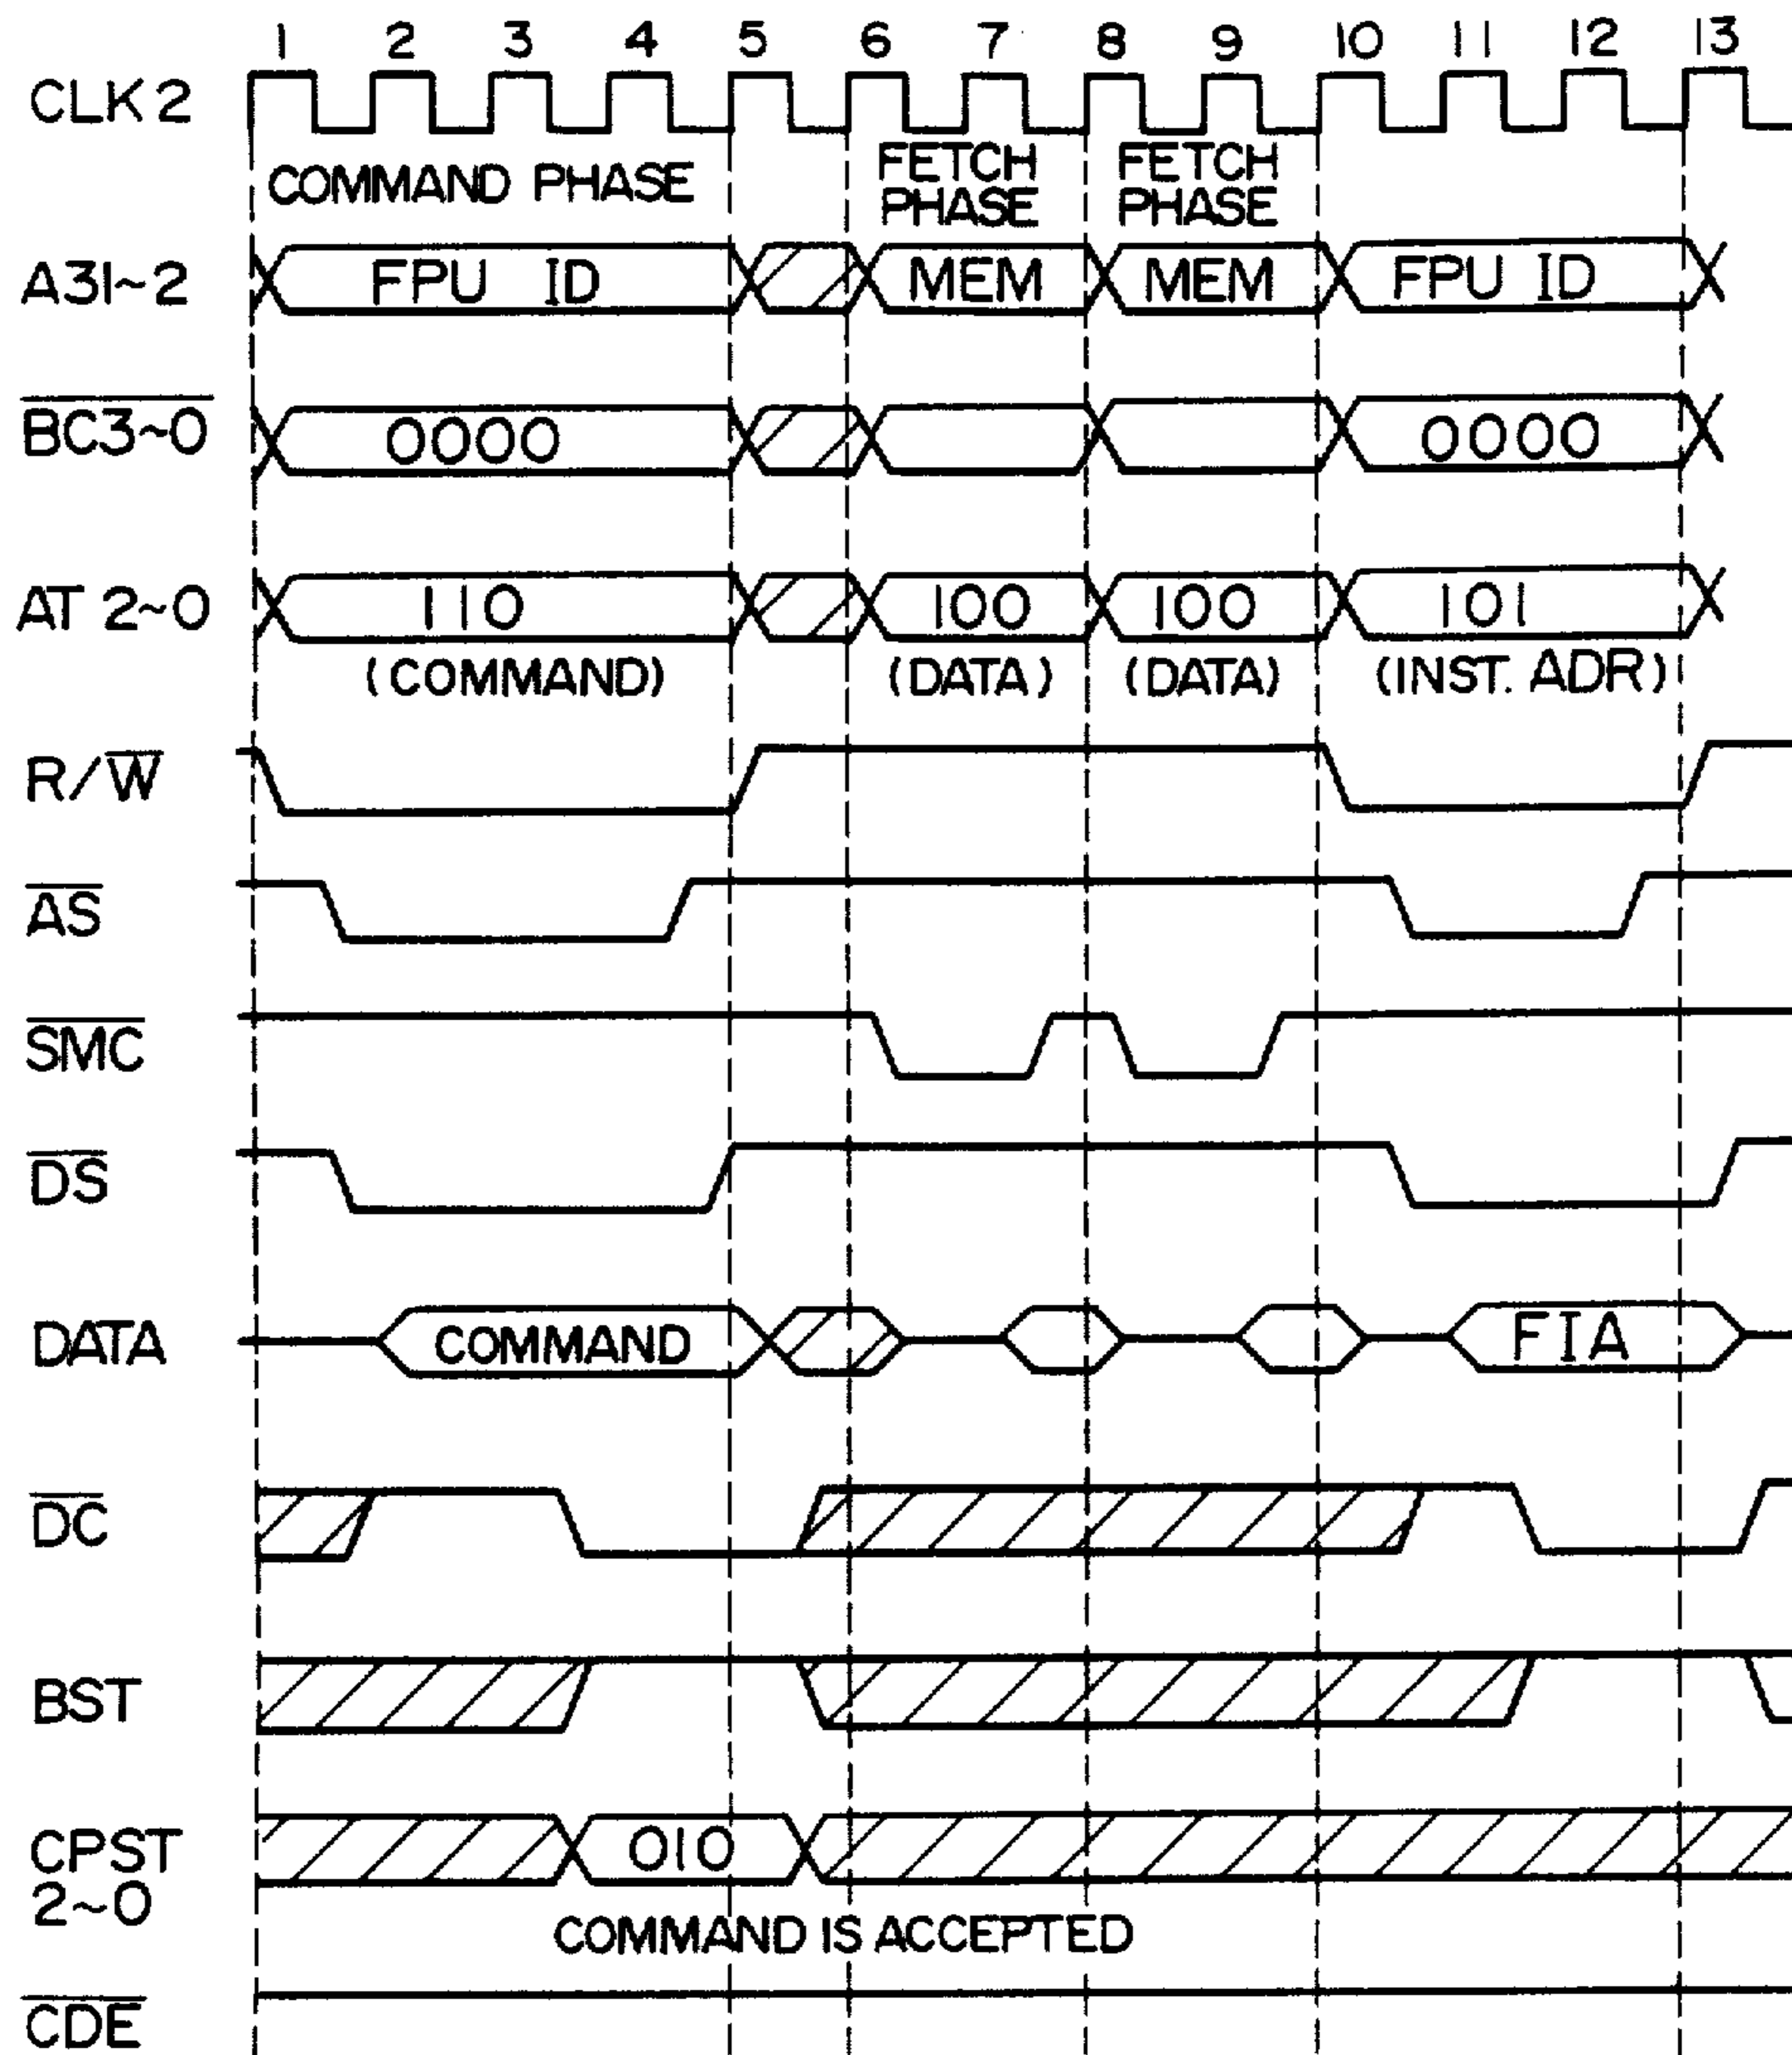 1 2 3 4 5 6 7 8 9 10 11 12 13
CLK 2
COMMAND PHASE
FETCH PHASE
FETCH PHASE
A31~2
FPU ID
MEM
MEM
FPU ID
BC3~0
0000
0000
AT 2~0
110
100
100
101
(COMMAND)
(DATA)
(DATA)
(INST. ADR)
R/W
AS
SMC
DS
DATA
COMMAND
FIA
DC
BST
CPST
2~0
010
COMMAND IS ACCEPTED
CDE